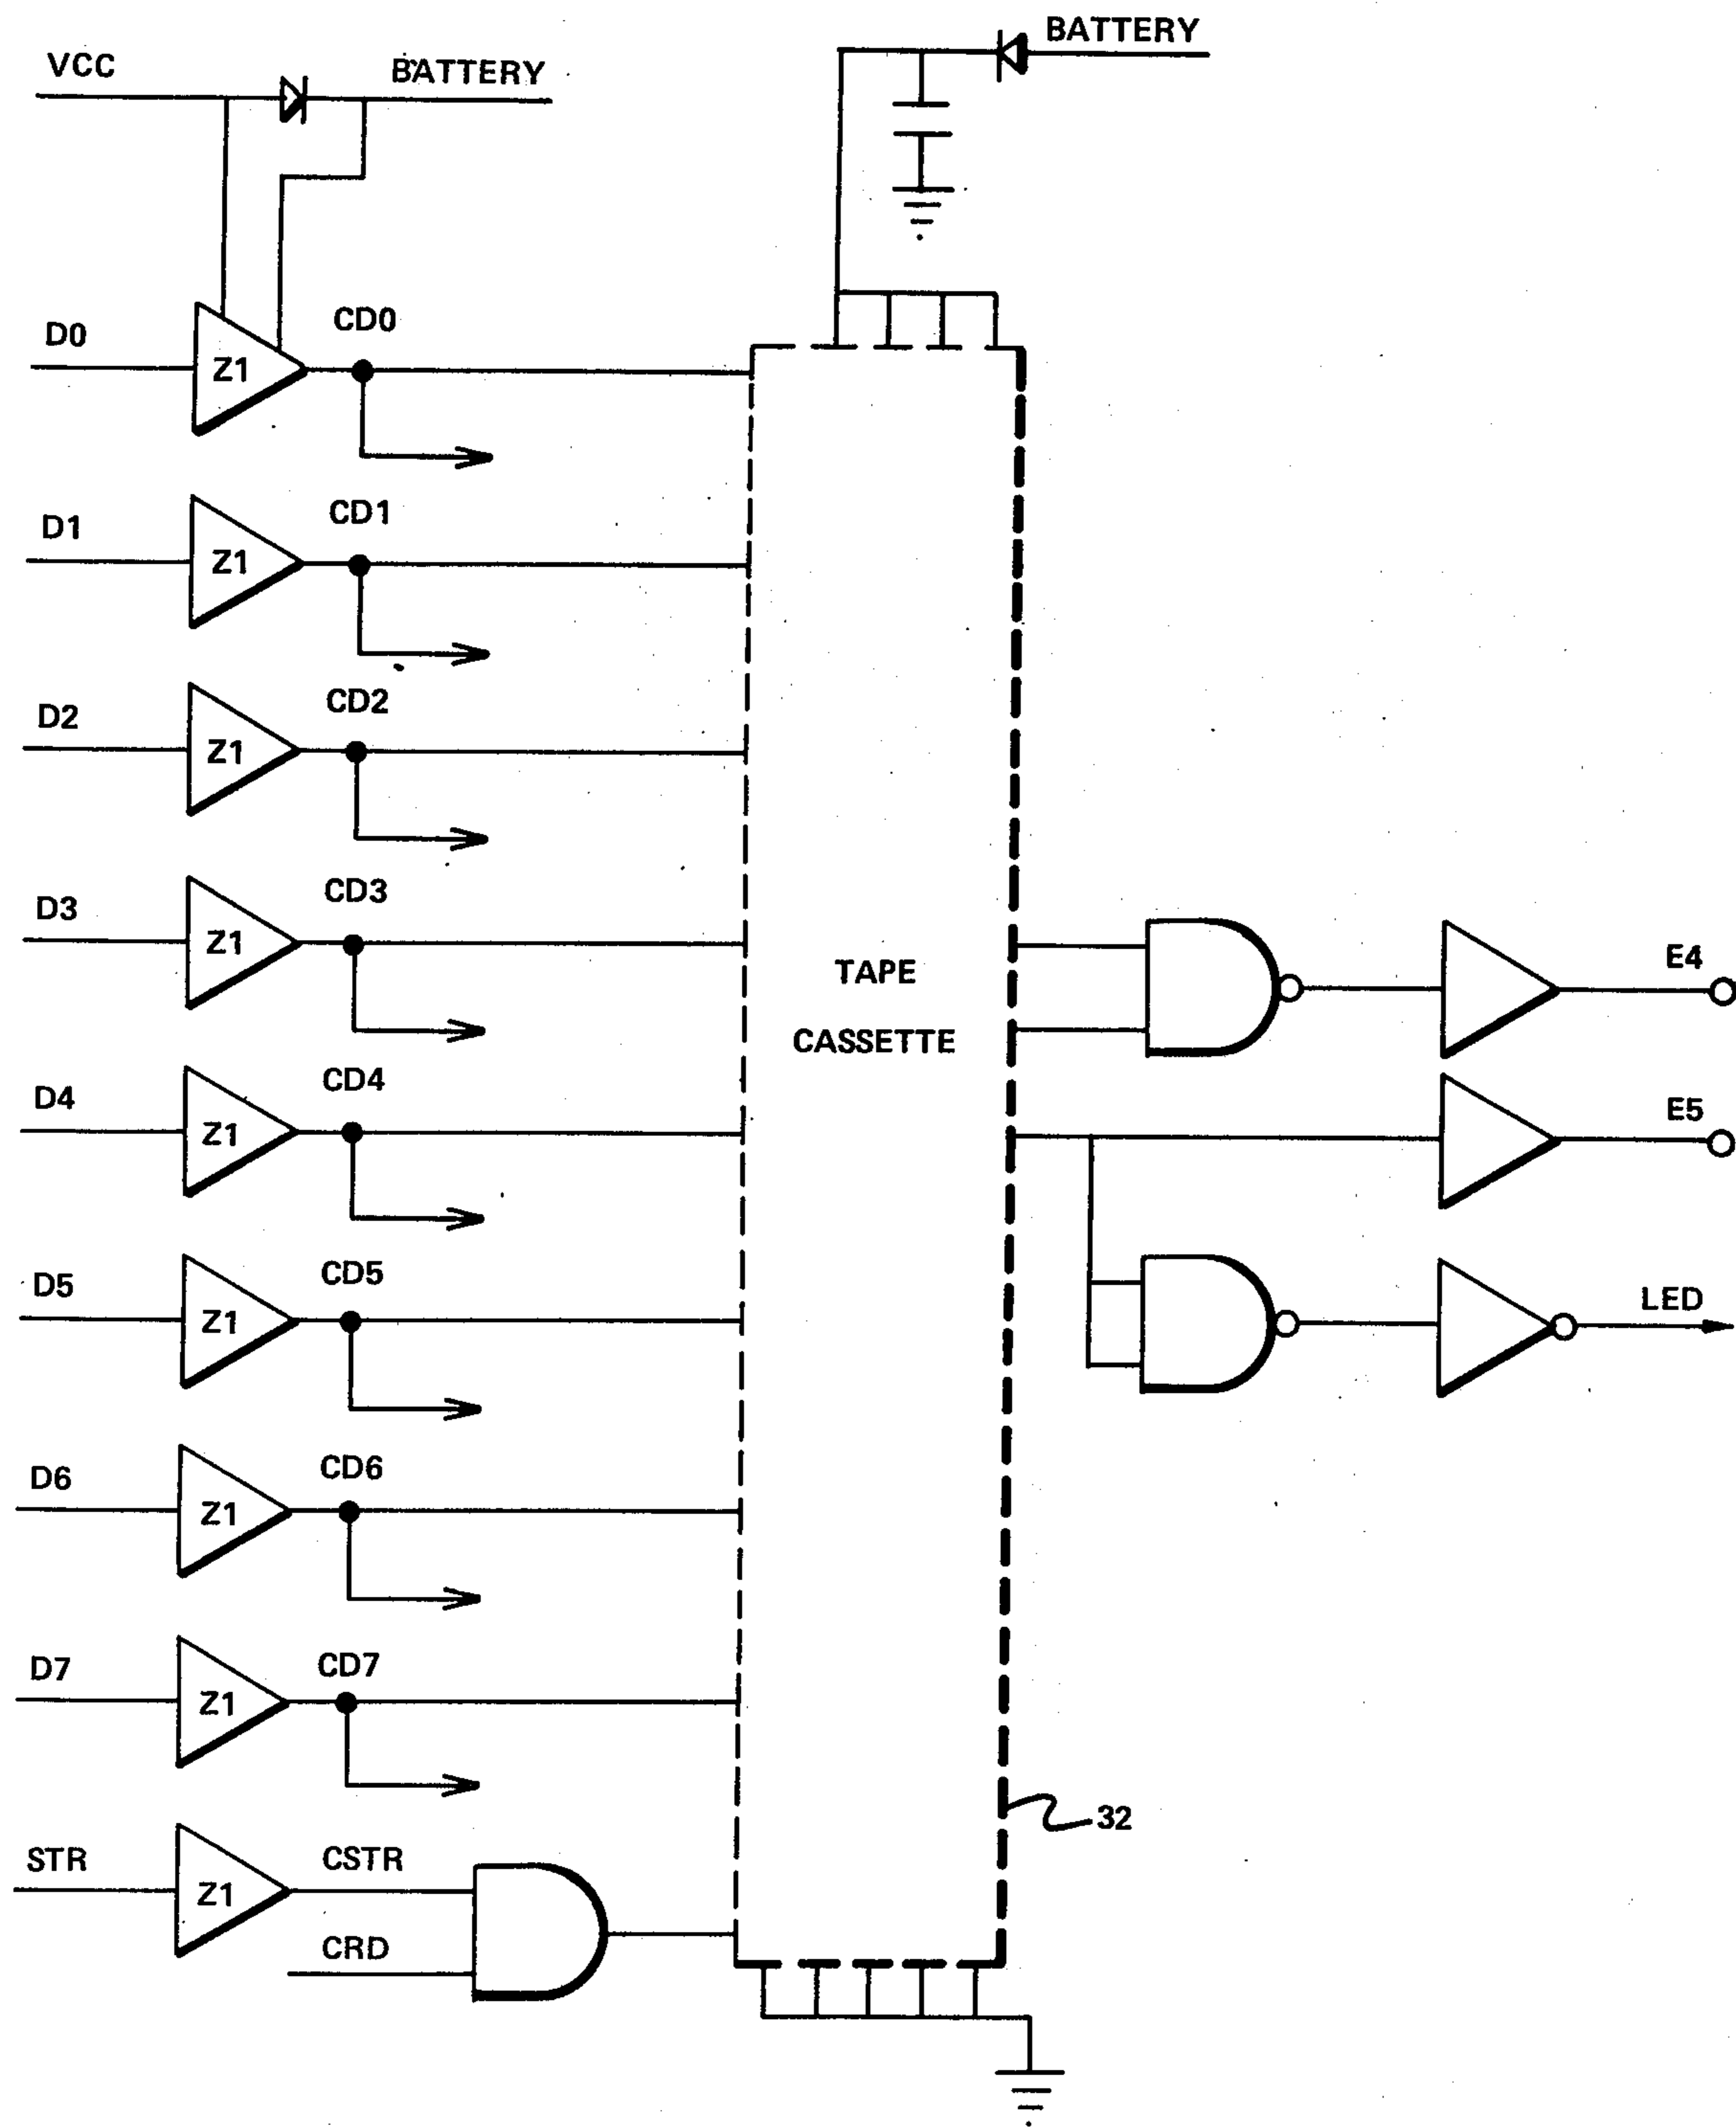 BATTERY
VCC
BATTERY
D0
Z1
CD0
D1
Z1
CD1
D2
Z1
CD2
D3
Z1
CD3
TAPE
CASSETTE
E4
D4
Z1
CD4
E5
D5
Z1
CD5
LED
D6
Z1
CD6
D7
Z1
CD7
32
STR
Z1
CSTR
CRD